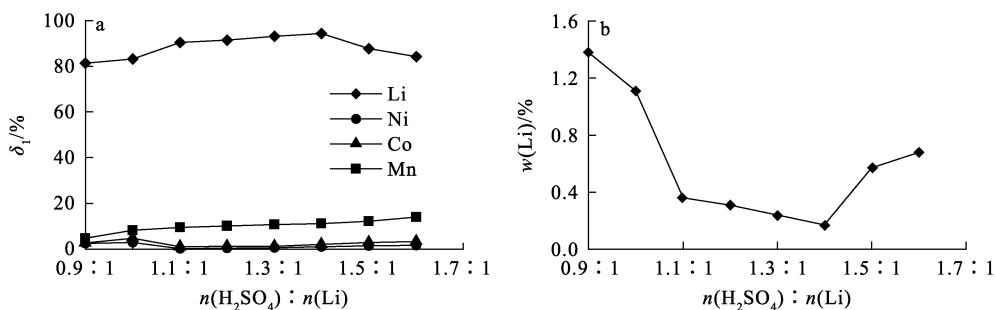 a
100
80
60
40
20
0
δ₁/%
Li
Ni
Co
Mn
0.9∶1 1.1∶1 1.3∶1 1.5∶1 1.7∶1
n(H₂SO₄)∶n(Li)
b
1.6
1.2
0.8
0.4
0.0
w(Li)/%
0.9∶1 1.1∶1 1.3∶1 1.5∶1 1.7∶1
n(H₂SO₄)∶n(Li)